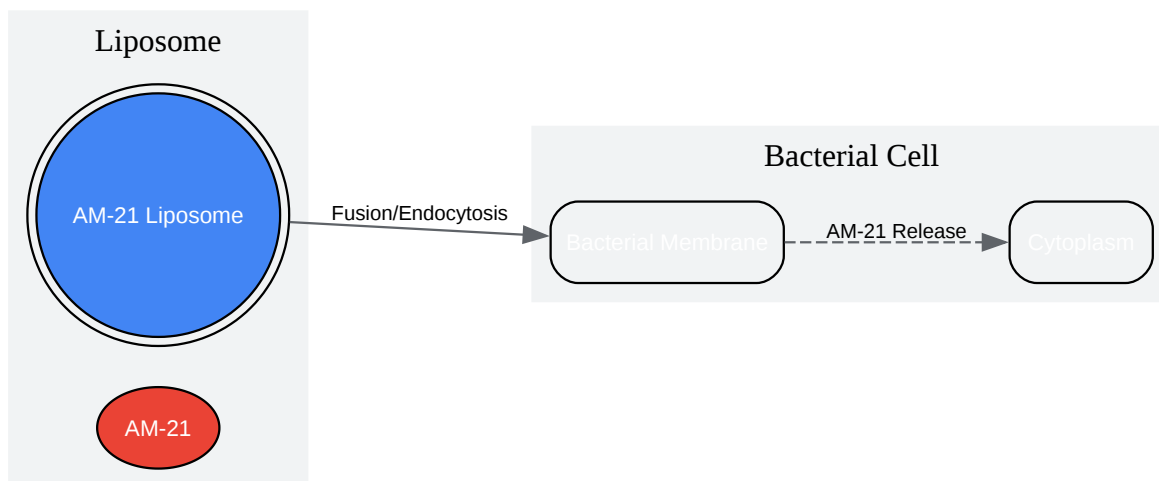 Liposome
AM-21 Liposome
AM-21
Fusion/Endocytosis
Bacterial Cell
Bacterial Membrane
AM-21 Release
Cytoplasm